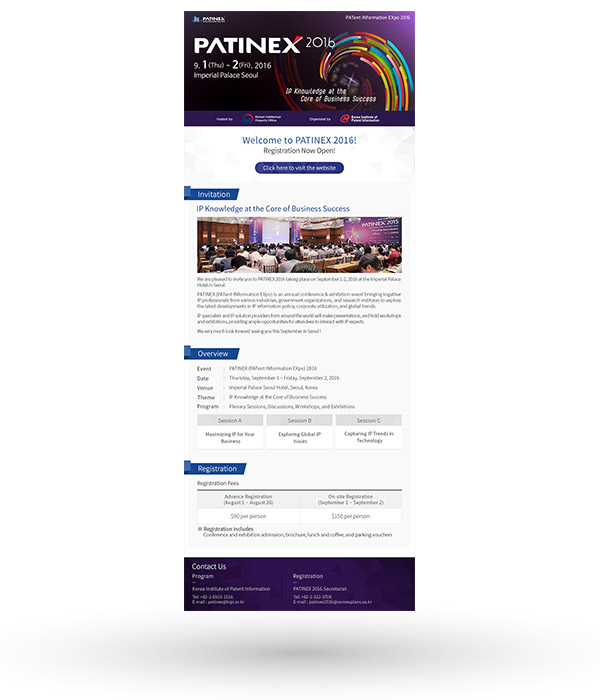 PATINEX
PATent INformation EXpo 2016
PATINEX 2016
9. 1(Thu) ~ 2(Fri), 2016
Imperial Palace Seoul
IP Knowledge at the
Core of Business Success
Hosted by
Korean Intellectual
Property Office
Organized by
Korea Institute of
Patent Information
Welcome to PATINEX 2016!
Registration Now Open!
Click here to visit the website
Invitation
IP Knowledge at the Core of Business Success
PATINEX 2015
We are pleased to invite you to PATINEX 2016 taking place on September 1-2, 2016 at the Imperial Palace
Hotel in Seoul.
PATINEX (PATent INformation EXpo) is an annual conference & exhibition event bringing together
IP professionals from various industries, government organizations, and research institutes to explore
the latest developments in IP information policy, corporate utilizations, and global trends.
IP specialists and IP solution providers from around the world will make presentations, and hold workshops
and exhibitions, providing ample opportunities for attendees to interact with IP experts.
We very much look forward seeing you this September in Seoul!
Overview
Event | PATINEX (PATent INformation EXpo) 2016
Date | Thursday, September 1 ~ Friday, September 2, 2016
Venue | Imperial Palace Seoul Hotel, Seoul, Korea
Theme | IP Knowledge at the Core of Business Success
Program | Plenary Sessions, Discussions, Workshops, and Exhibitions
Session A Session B Session C
Maximizing IP for Your
Business
Exploring Global IP
Issues
Capturing IP Trends in
Technology
Registration
Registration Fees
Advance Registration
(August 1 ~ August 26)
On-site Registration
(September 1 ~ September 2)
$90 per person $150 per person
※ Registration includes
Conference and exhibition admission, brochure, lunch and coffee, and parking vouchers
Contact Us
Program
Korea Institute of Patent Information
Tel: +82-2-6915-1516
E-mail : patinex@kipi.or.kr
Registration
PATINEX 2016 Secretariat
Tel: +82-2-322-3706